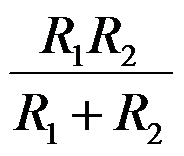 R₁R₂
R₁ + R₂